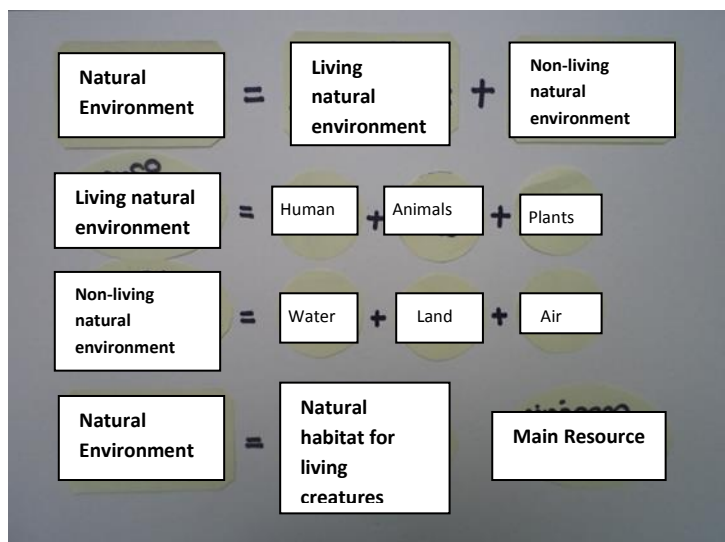 Natural Environment = Living natural environment + Non-living natural environment
Living natural environment = Human + Animals + Plants
Non-living natural environment = Water + Land + Air
Natural Environment = Natural habitat for living creatures Main Resource